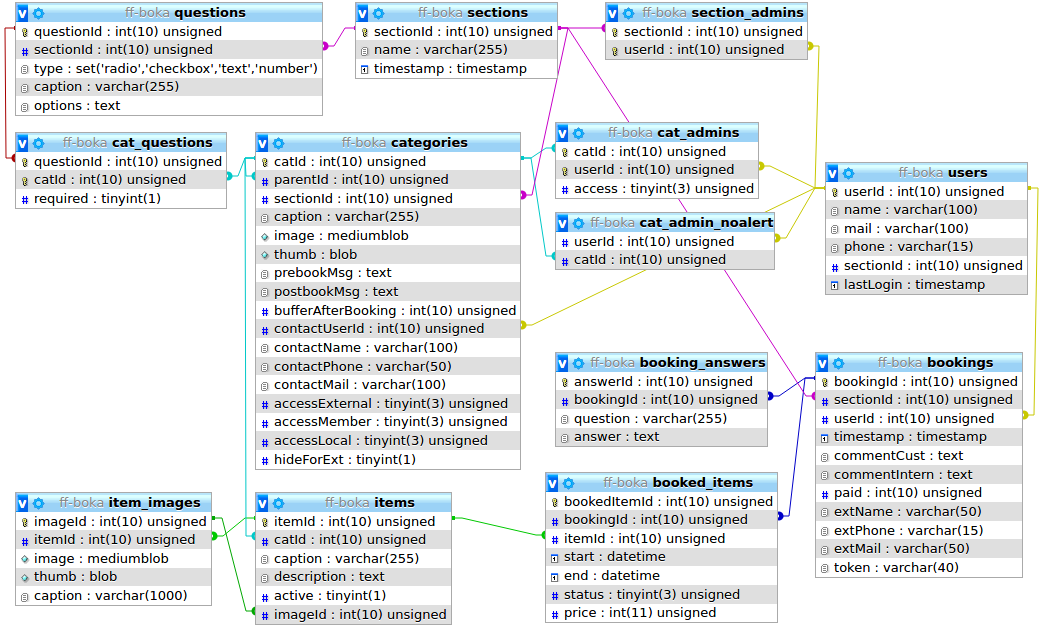 ff-boka questions
questionId : int(10) unsigned
sectionId : int(10) unsigned
type : set('radio','checkbox','text','number')
caption : varchar(255)
options : text
ff-boka sections
sectionId : int(10) unsigned
name : varchar(255)
timestamp : timestamp
ff-boka section_admins
sectionId : int(10) unsigned
userId : int(10) unsigned
ff-boka cat_questions
questionId : int(10) unsigned
catId : int(10) unsigned
required : tinyint(1)
ff-boka categories
catId : int(10) unsigned
parentId : int(10) unsigned
sectionId : int(10) unsigned
caption : varchar(255)
image : mediumblob
thumb : blob
prebookMsg : text
postbookMsg : text
bufferAfterBooking : int(10) unsigned
contactUserId : int(10) unsigned
contactName : varchar(100)
contactPhone : varchar(50)
contactMail : varchar(100)
accessExternal : tinyint(3) unsigned
accessMember : tinyint(3) unsigned
accessLocal : tinyint(3) unsigned
hideForExt : tinyint(1)
ff-boka cat_admins
catId : int(10) unsigned
userId : int(10) unsigned
access : tinyint(3) unsigned
ff-boka cat_admin_noalert
userId : int(10) unsigned
catId : int(10) unsigned
ff-boka users
userId : int(10) unsigned
name : varchar(100)
mail : varchar(100)
phone : varchar(15)
sectionId : int(10) unsigned
lastLogin : timestamp
ff-boka booking_answers
answerId : int(10) unsigned
bookingId : int(10) unsigned
question : varchar(255)
answer : text
ff-boka bookings
bookingId : int(10) unsigned
sectionId : int(10) unsigned
userId : int(10) unsigned
timestamp : timestamp
commentCust : text
commentIntern : text
paid : int(10) unsigned
extName : varchar(50)
extPhone : varchar(15)
extMail : varchar(50)
token : varchar(40)
ff-boka item_images
imageId : int(10) unsigned
itemId : int(10) unsigned
image : mediumblob
thumb : blob
caption : varchar(1000)
ff-boka items
itemId : int(10) unsigned
catId : int(10) unsigned
caption : varchar(255)
description : text
active : tinyint(1)
imageId : int(10) unsigned
ff-boka booked_items
bookedItemId : int(10) unsigned
bookingId : int(10) unsigned
itemId : int(10) unsigned
start : datetime
end : datetime
status : tinyint(3) unsigned
price : int(11) unsigned